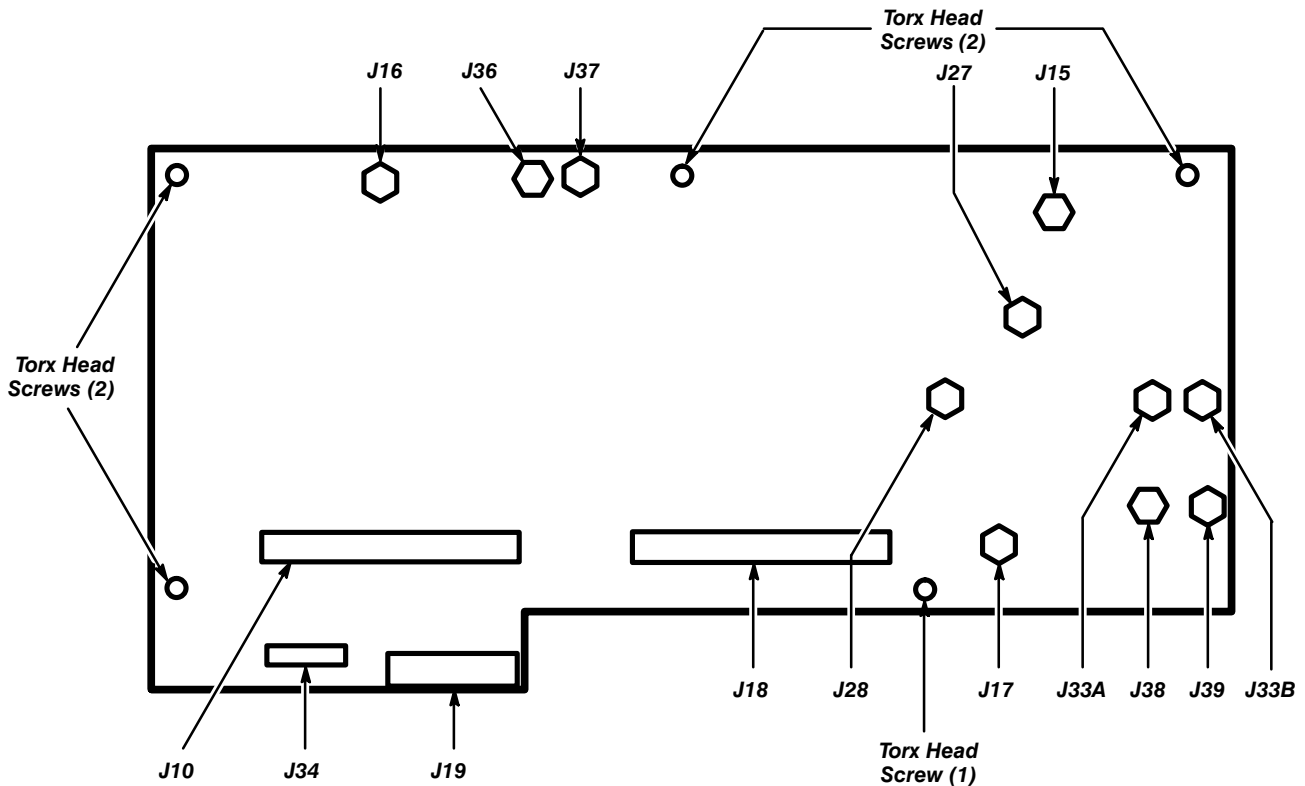 Torx Head
Screws (2)
J16
J36
J37
J27
J15
Torx Head
Screws (2)
J18
J28
J17
J33A
J38
J39
J33B
J10
J34
J19
Torx Head
Screw (1)